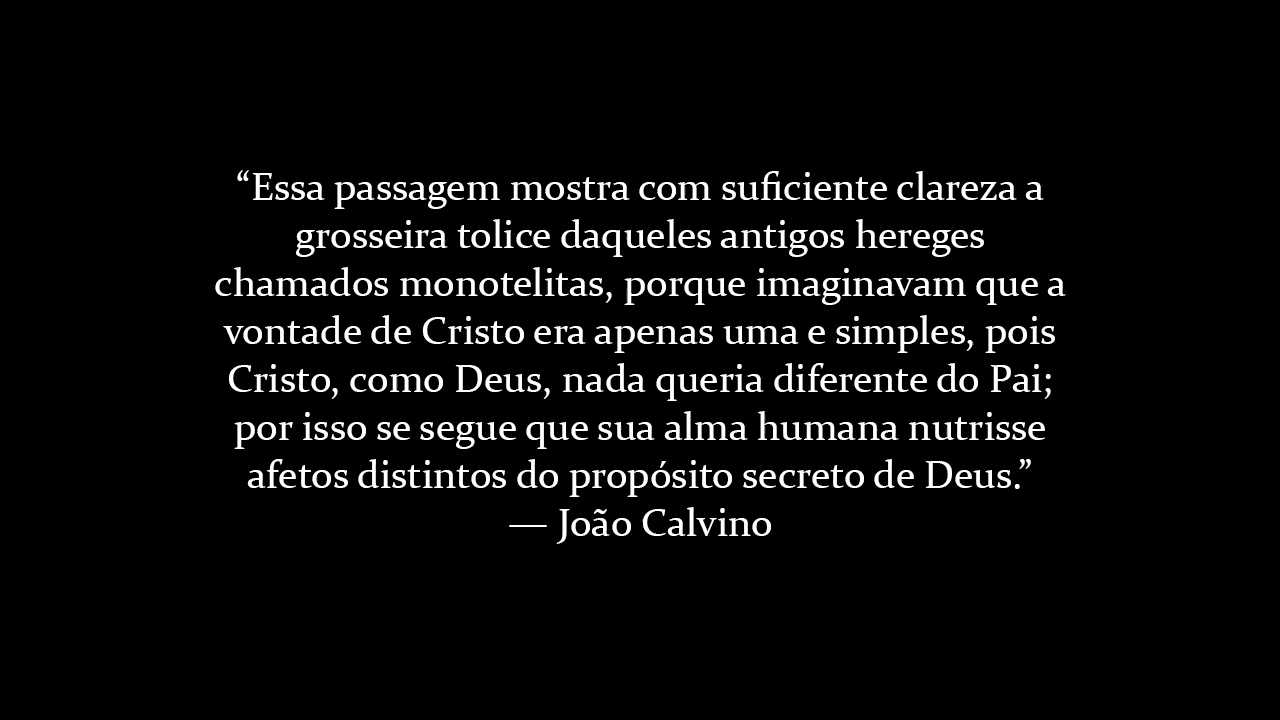 “Essa passagem mostra com suficiente clareza a
grosseira tolice daqueles antigos hereges
chamados monotelitas, porque imaginavam que a
vontade de Cristo era apenas uma e simples, pois
Cristo, como Deus, nada queria diferente do Pai;
por isso se segue que sua alma humana nutrisse
afetos distintos do propósito secreto de Deus.”
— João Calvino